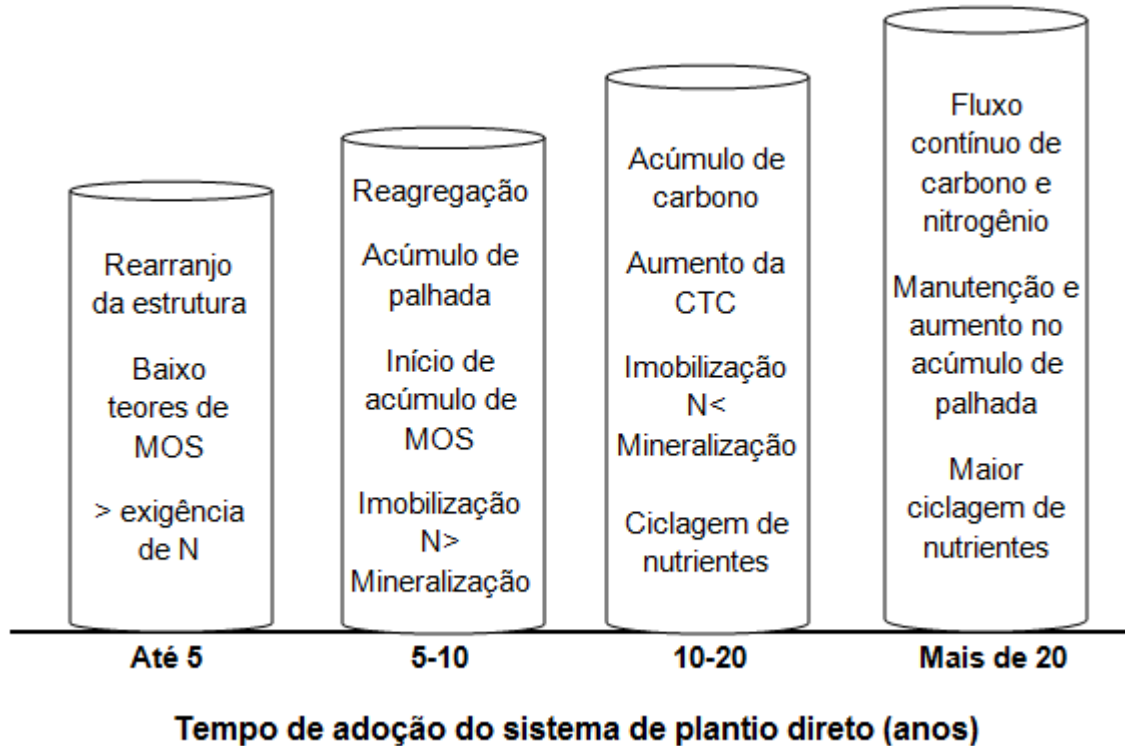 Rearranjo
da estrutura
Baixo
teores de
MOS
> exigência
de N
Reagregação
Acúmulo de
palhada
Início de
acúmulo de
MOS
Imobilização
N>
Mineralização
Acúmulo de
carbono
Aumento da
CTC
Imobilização
N<
Mineralização
Ciclagem de
nutrientes
Fluxo
contínuo de
carbono e
nitrogênio
Manutenção e
aumento no
acúmulo de
palhada
Maior
ciclagem de
nutrientes
Até 5
5-10
10-20
Mais de 20
Tempo de adoção do sistema de plantio direto (anos)